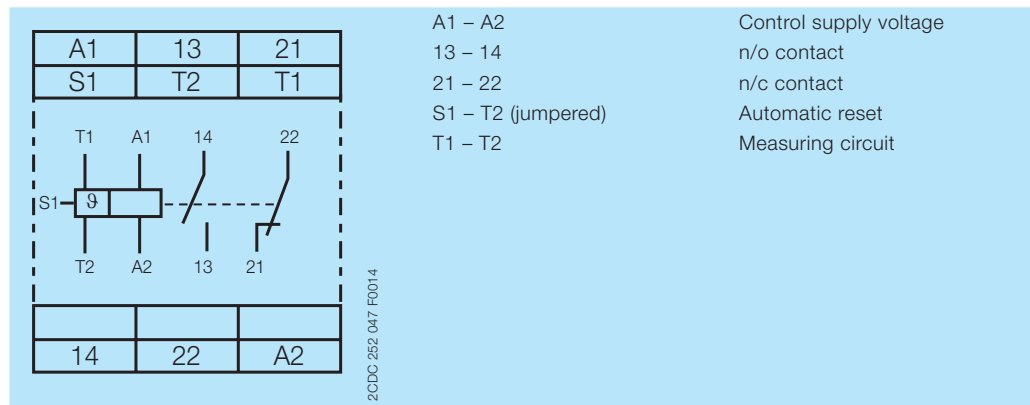 A1 13 21
S1 T2 T1
T1 A1 14 22
S1 ϑ
T2 A2 13 21
14 22 A2
2CDC 252 047 F0014
A1 – A2 Control supply voltage
13 – 14 n/o contact
21 – 22 n/c contact
S1 – T2 (jumpered) Automatic reset
T1 – T2 Measuring circuit